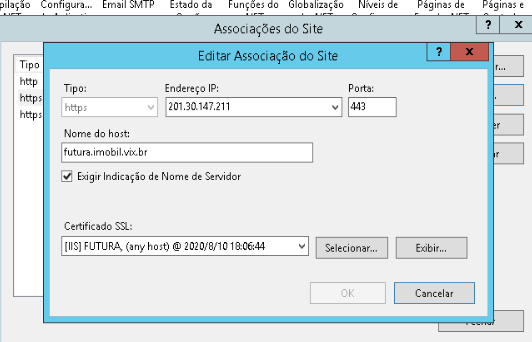 Configura... Email SMTP Estado da Funções do Globalização Níveis de Páginas de Páginas e
Associações do Site
? x
Editar Associação do Site
? x
Tipo
http
https
https
Tipo:
Endereço IP:
Porta:
https
201.30.147.211
443
Nome do host:
futura.imobil.vix.br
Exigir Indicação de Nome de Servidor
Certificado SSL:
[IIS] FUTURA, (any host) @ 2020/8/10 18:06:44
Selecionar...
Exibir...
OK
Cancelar